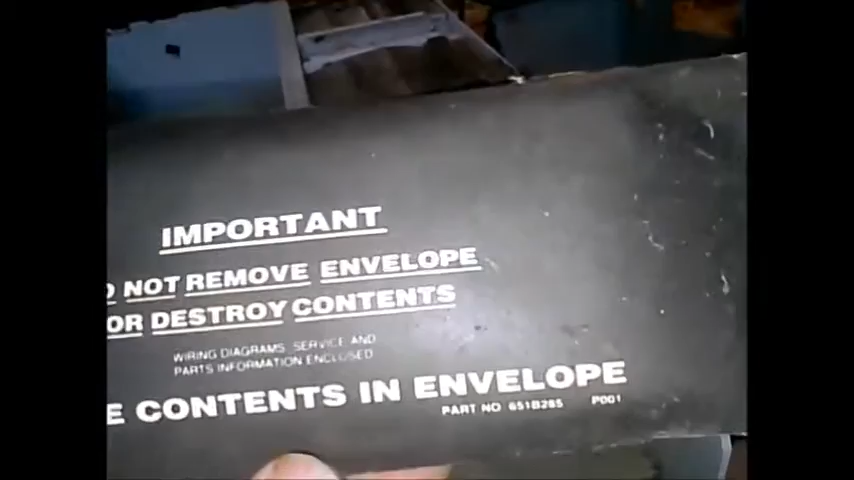 IMPORTANT
NOT REMOVE ENVELOPE
OR DESTROY CONTENTS
WIRING DIAGRAMS, SERVICE AND
PARTS INFORMATION ENCLOSED
CONTENTS IN ENVELOPE
PART NO 651B285 P001